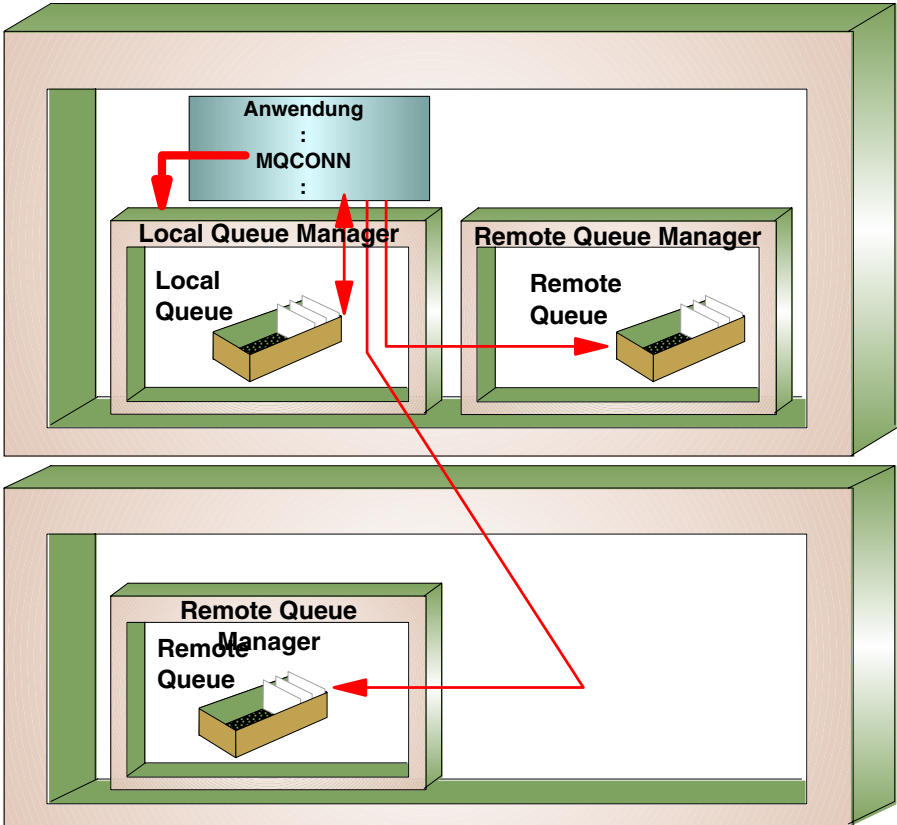 Anwendung
:
MQCONN
:
Local Queue Manager
Local
Queue
Remote Queue Manager
Remote
Queue
Remote Queue
Manager
Remote
Queue